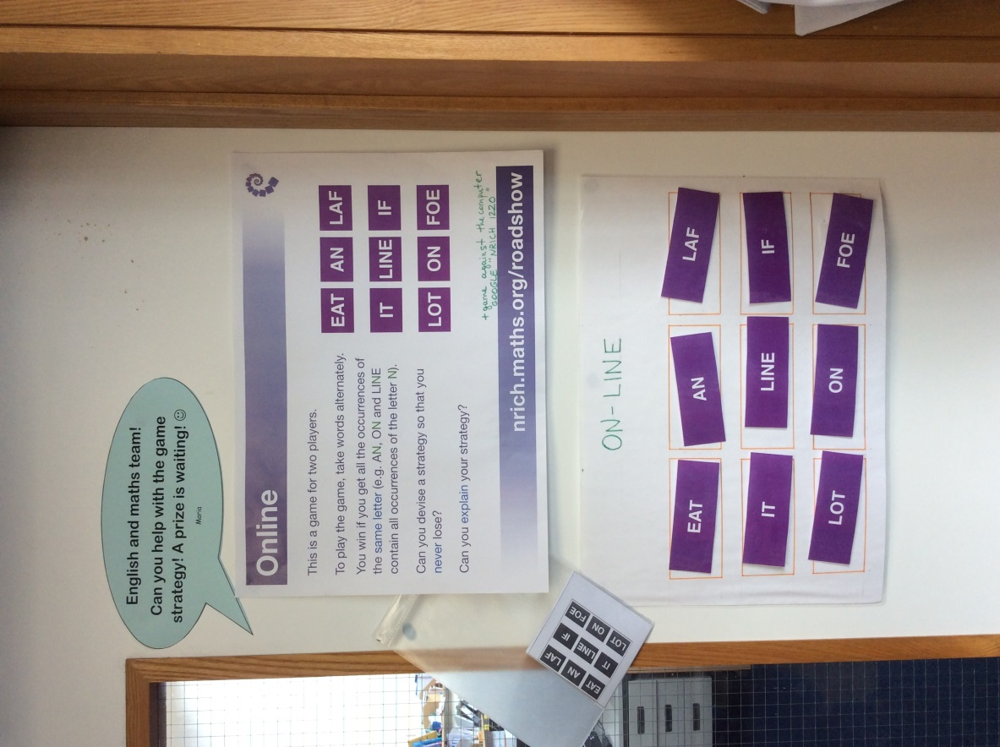 English and maths team!
Can you help with the game
strategy! A prize is waiting! ☺
Maria
Online
This is a game for two players.
To play the game, take words alternately.
You win if you get all the occurrences of
the same letter (e.g. AN, ON and LINE
contain all occurrences of the letter N).
Can you devise a strategy so that you
never lose?
Can you explain your strategy?
EAT AN LAF
IT LINE IF
LOT ON FOE
+ game against the computer
GOOGLE "NRICH 1220"
nrich.maths.org/roadshow
ON-LINE
EAT AN LAF
IT LINE IF
LOT ON FOE
EAT AN LAF
IT LINE IF
LOT ON FOE